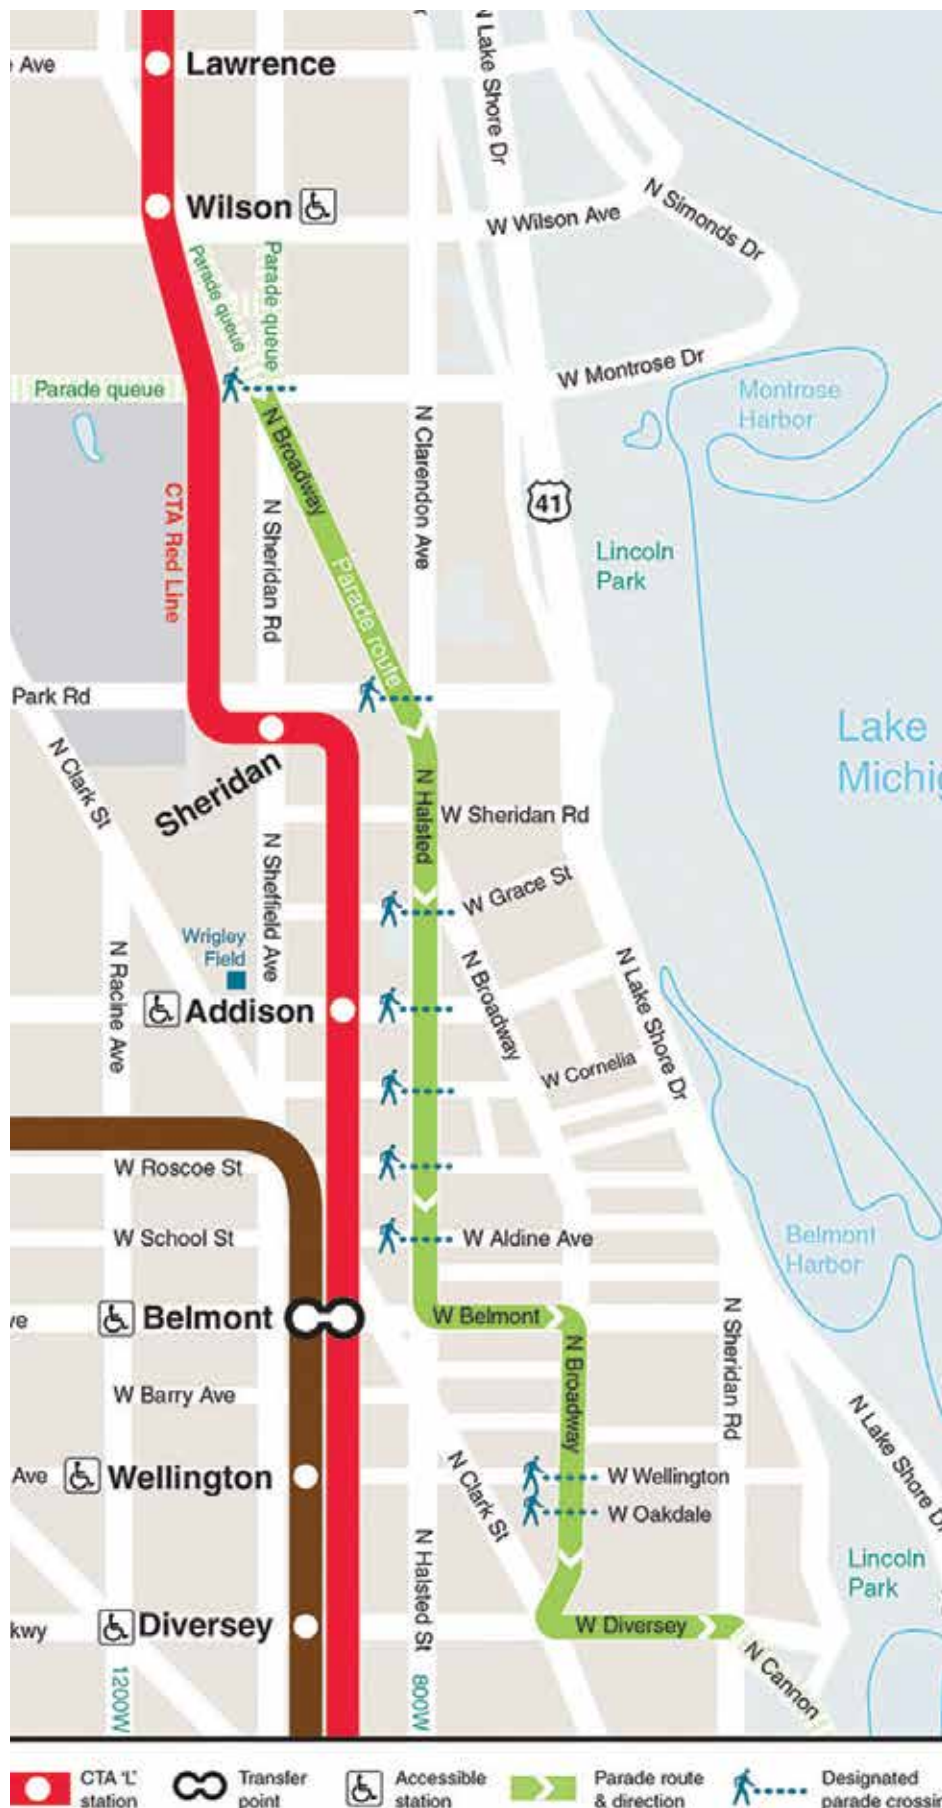 Ave
Lawrence
N Lake Shore Dr
Wilson
W Wilson Ave
N Simonds Dr
Parade queue
Parade queue
Parade queue
W Montrose Dr
Montrose
Harbor
N Broadway
N Clarendon Ave
CTA Red Line
N Sheridan Rd
41
Lincoln
Park
Parade route
Park Rd
Lake
Michig
N Clark St
Sheridan
N Halsted
W Sheridan Rd
N Sheffield Ave
W Grace St
Wrigley
Field
N Racine Ave
N Broadway
N Lake Shore Dr
Addison
W Cornelia
W Roscoe St
W School St
W Aldine Ave
Belmont
Harbor
ve
Belmont
W Belmont
N Broadway
N Sheridan Rd
W Barry Ave
N Lake Shore Dr
Ave
Wellington
N Clark St
W Wellington
W Oakdale
N Halsted St
Lincoln
Park
kwy
Diversey
W Diversey
N Cannon
1200W
800W
CTA 'L'
station
Transfer
point
Accessible
station
Parade route
& direction
Designated
parade crossin